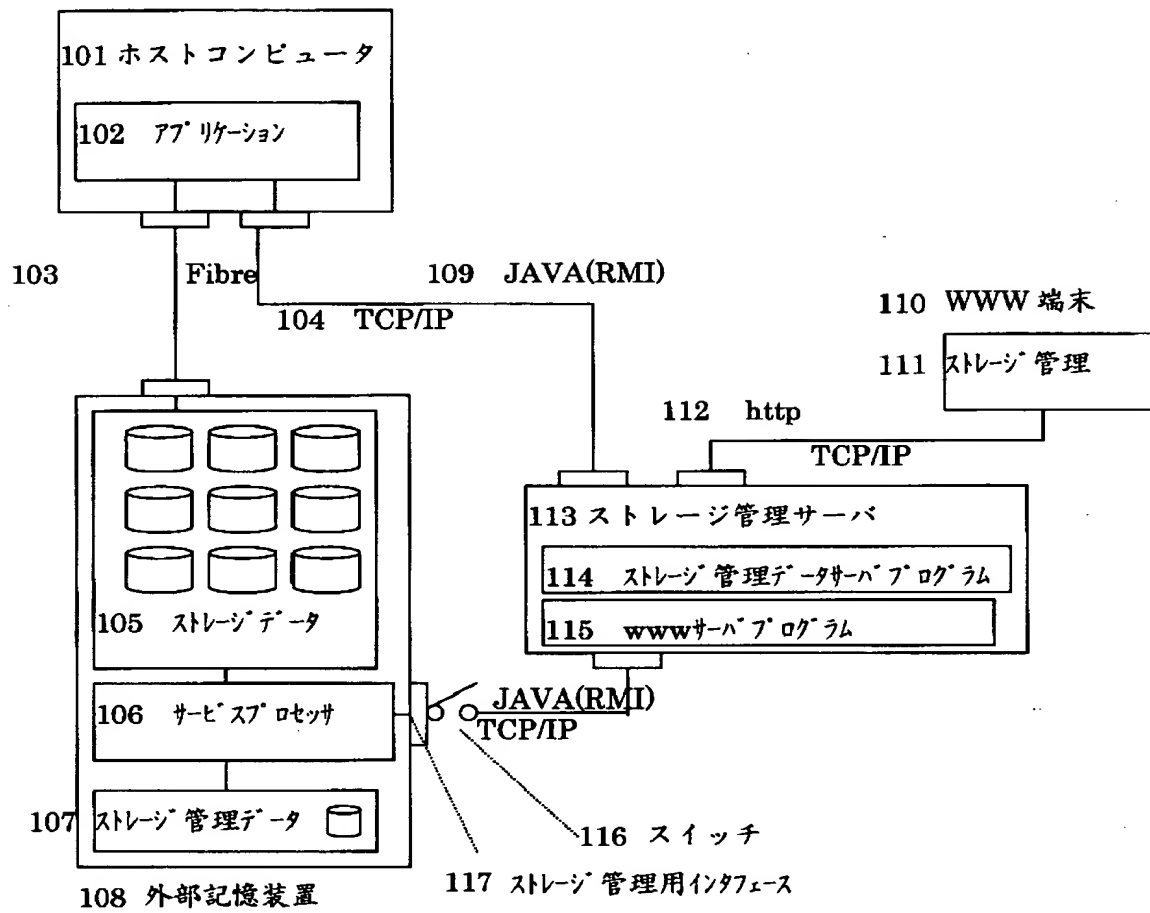 101 ホストコンピュータ
102 アプリケーション
103 Fibre
109 JAVA(RMI)
104 TCP/IP
110 WWW 端末
111 ストレージ管理
112 http
TCP/IP
113 ストレージ管理サーバ
114 ストレージ管理データサーバプログラム
115 wwwサーバプログラム
105 ストレージデータ
106 サービスプロセッサ
JAVA(RMI)
TCP/IP
107 ストレージ管理データ
116 スイッチ
117 ストレージ管理用インタフェース
108 外部記憶装置